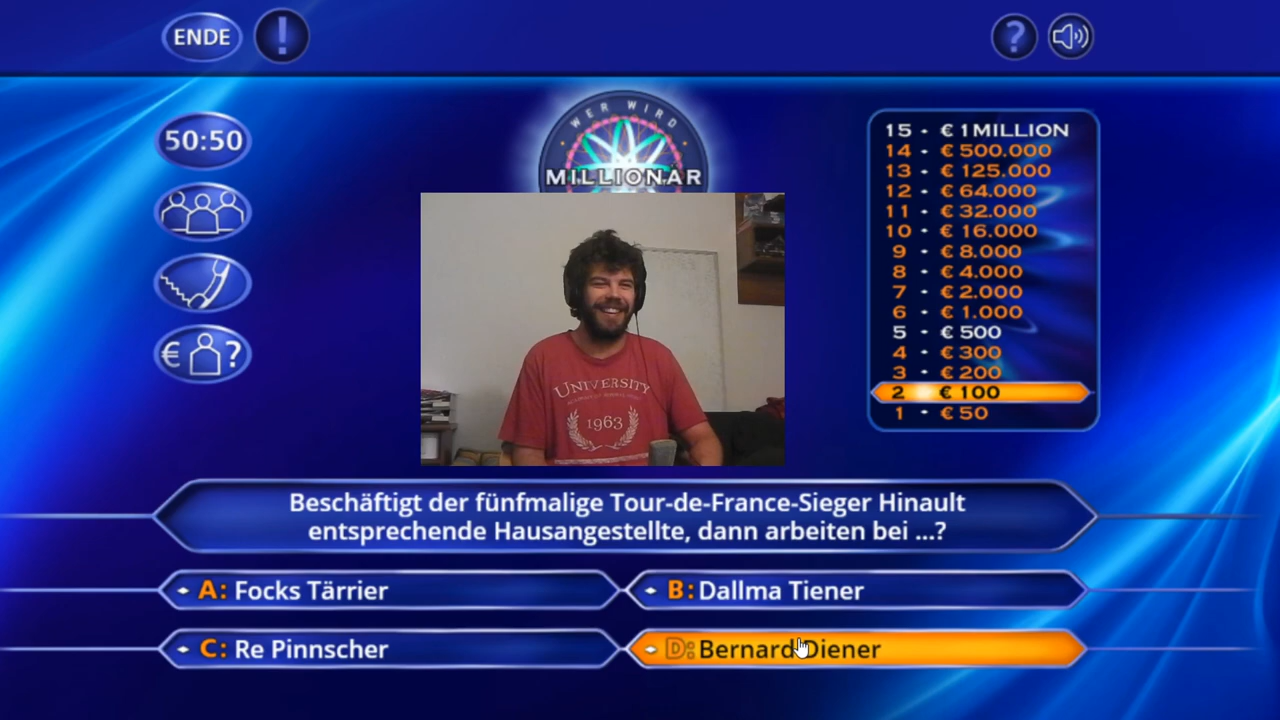 ENDE
!
?
50:50
€ ?
WER WIRD
MILLIONÄR
15 · € 1 MILLION
14 · € 500.000
13 · € 125.000
12 · € 64.000
11 · € 32.000
10 · € 16.000
9 · € 8.000
8 · € 4.000
7 · € 2.000
6 · € 1.000
5 · € 500
4 · € 300
3 · € 200
2 € 100
1 · € 50
UNIVERSITY
1963
Beschäftigt der fünfmalige Tour-de-France-Sieger Hinault
entsprechende Hausangestellte, dann arbeiten bei ...?
A: Focks Tärrier
B: Dallma Tiener
C: Re Pinnscher
D: Bernard Diener